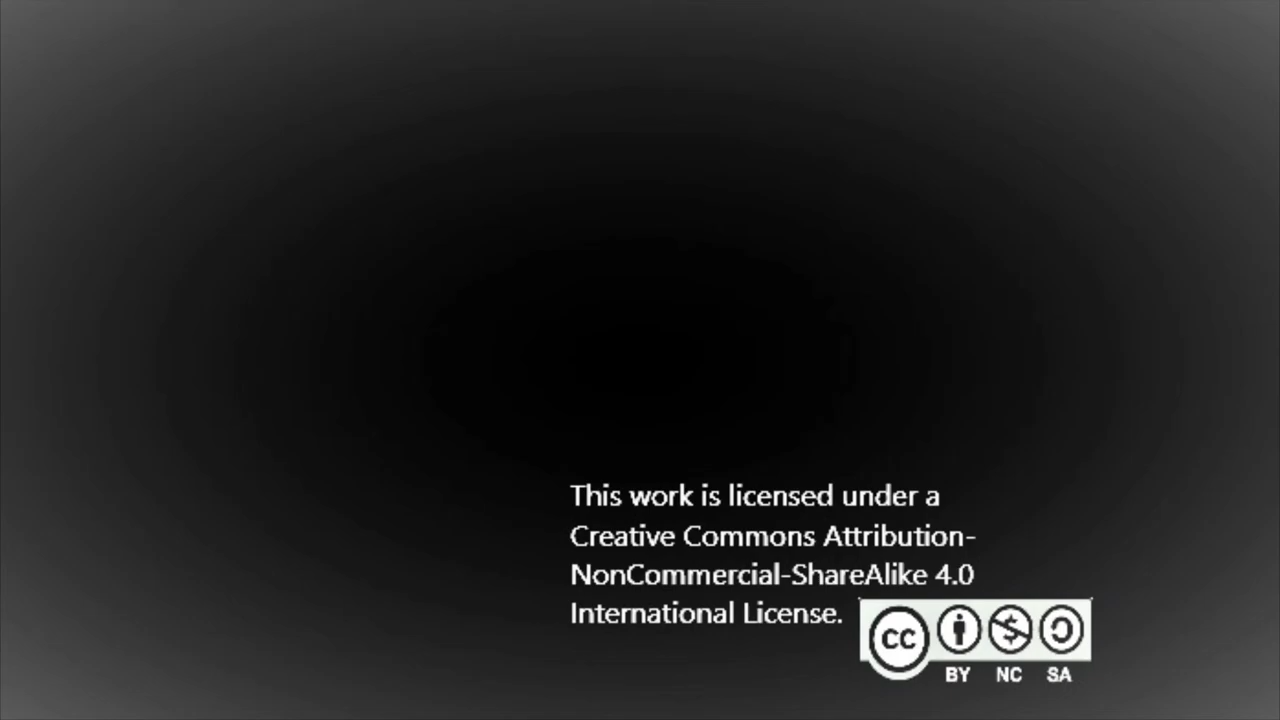 This work is licensed under a
Creative Commons Attribution-
NonCommercial-ShareAlike 4.0
International License.
cc
BY NC SA